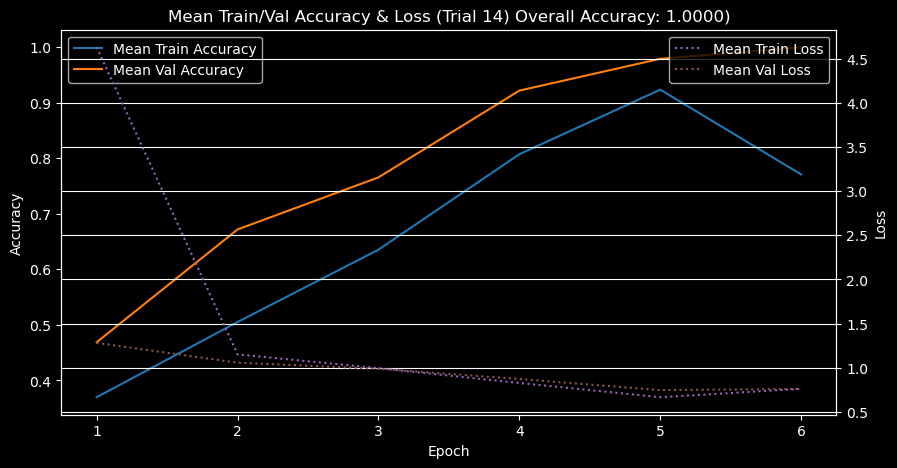 Mean Train/Val Accuracy & Loss (Trial 14) Overall Accuracy: 1.0000)
Mean Train Accuracy
Mean Val Accuracy
Mean Train Loss
Mean Val Loss
1.0
0.9
0.8
0.7
0.6
0.5
0.4
Accuracy
4.5
4.0
3.5
3.0
2.5
2.0
1.5
1.0
0.5
Loss
1 2 3 4 5 6
Epoch